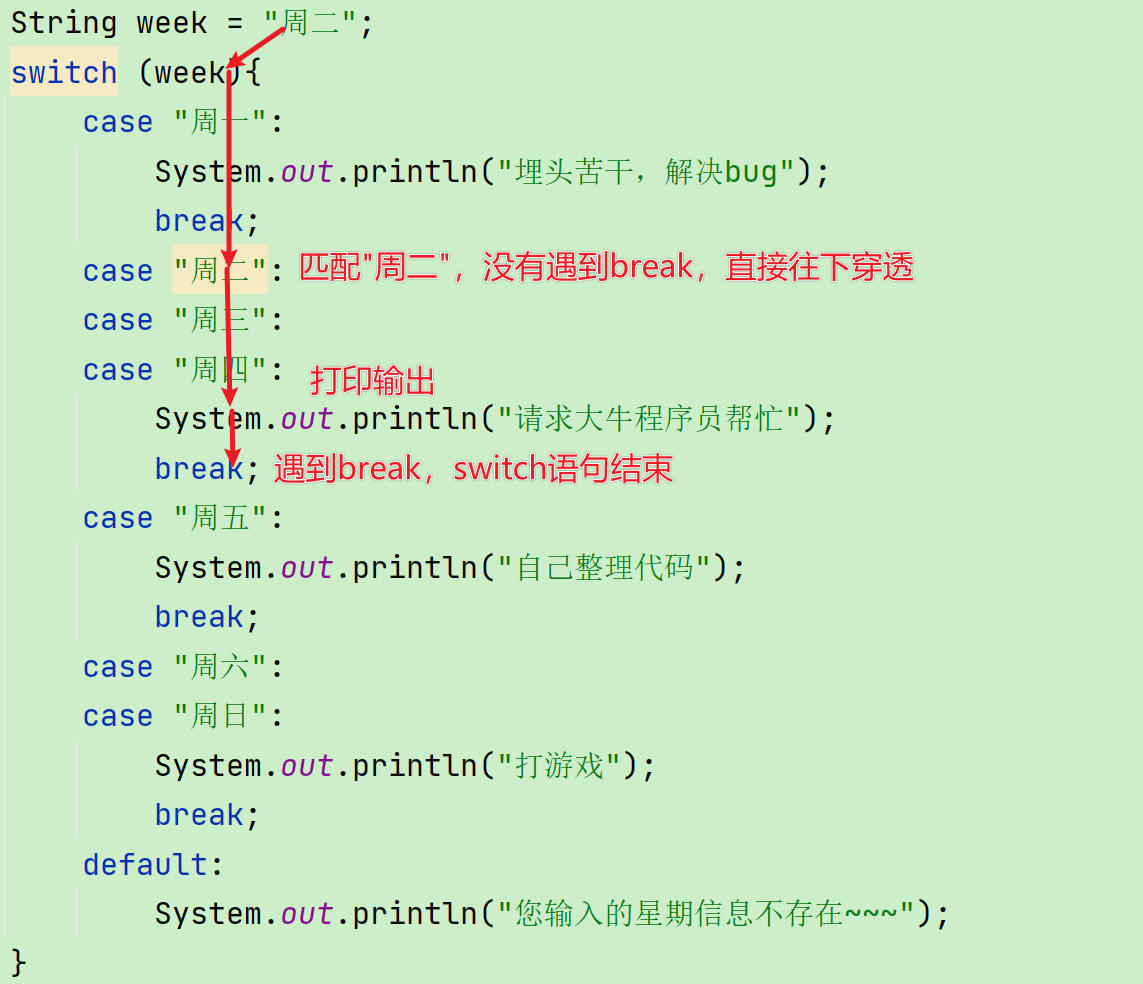 String week = "周二";
switch (week){
case "周一":
System.out.println("埋头苦干，解决bug");
break;
case "周二": 匹配"周二"，没有遇到break，直接往下穿透
case "周三":
case "周四":
打印输出
System.out.println("请求大牛程序员帮忙");
break; 遇到break，switch语句结束
case "周五":
System.out.println("自己整理代码");
break;
case "周六":
case "周日":
System.out.println("打游戏");
break;
default:
System.out.println("您输入的星期信息不存在~~~");
}